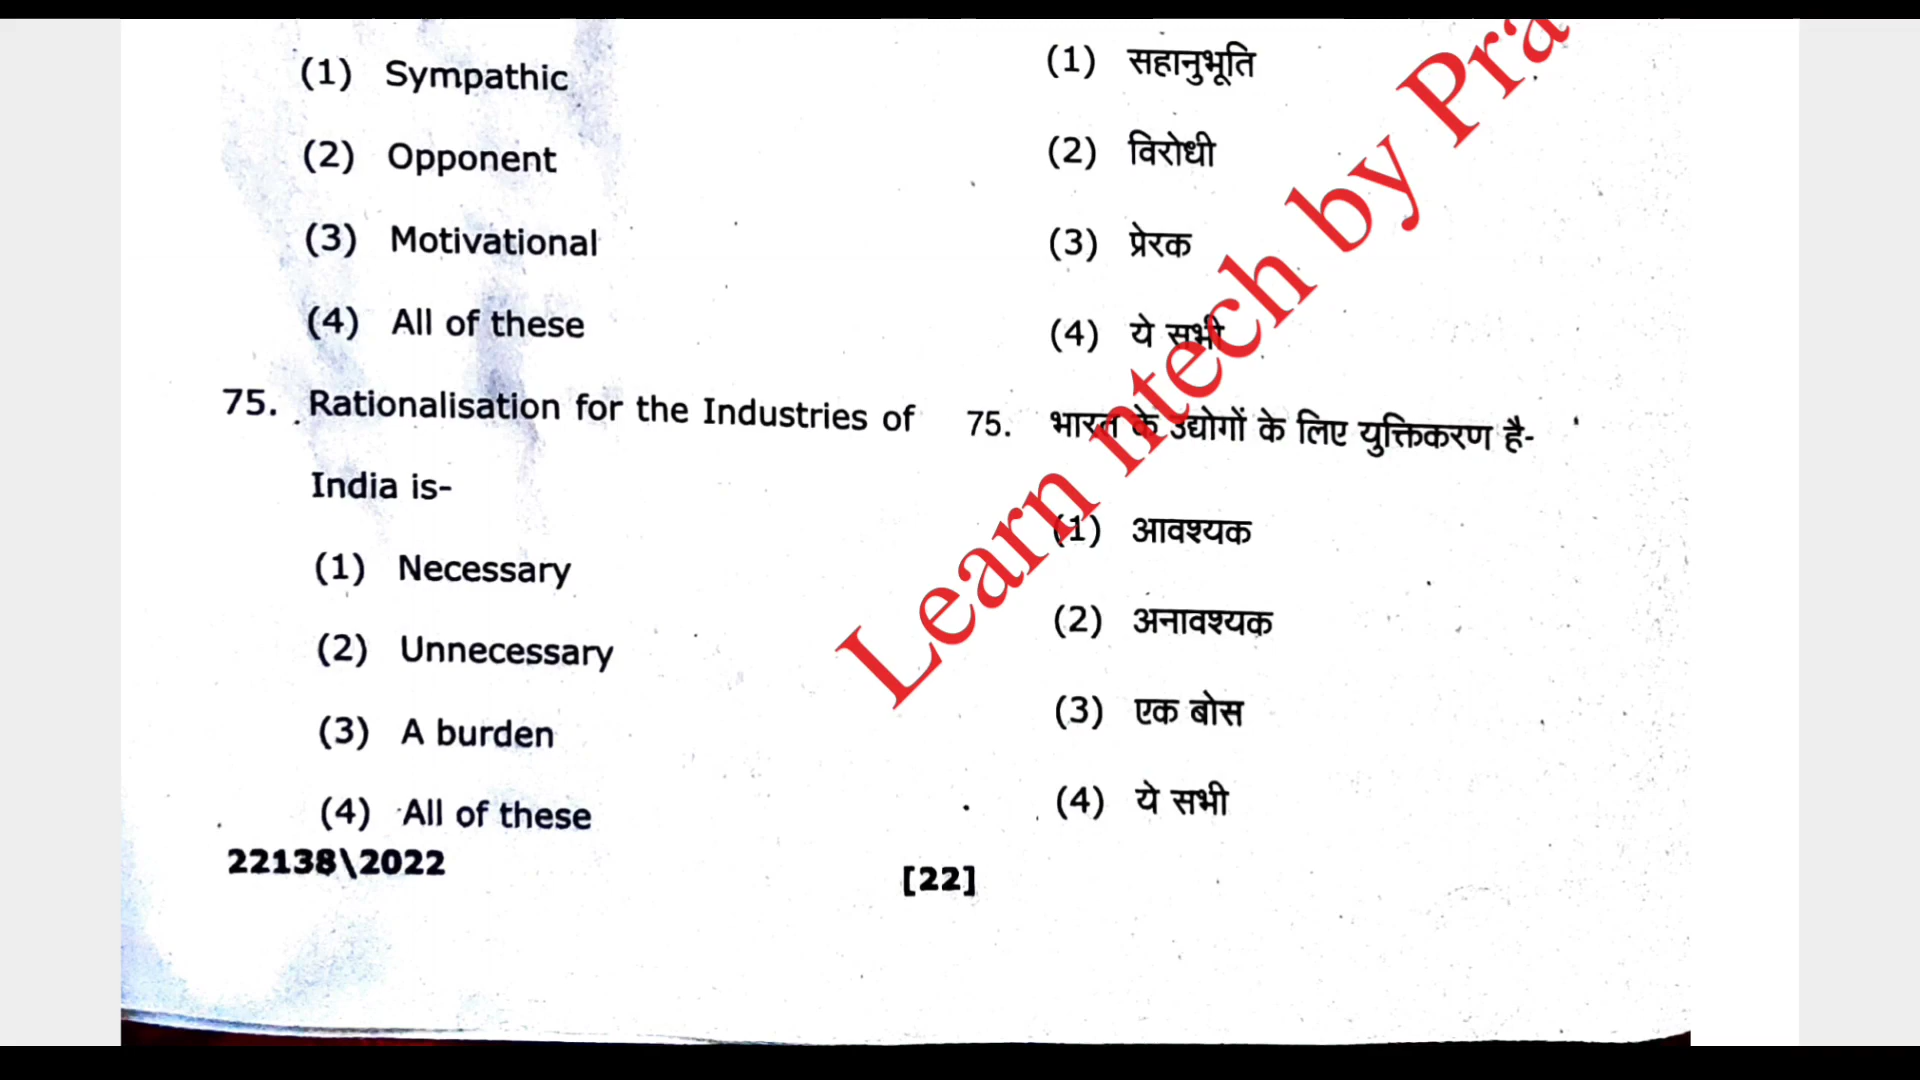 (1) Sympathic
(2) Opponent
(3) Motivational
(4) All of these
75. Rationalisation for the Industries of
India is-
(1) Necessary
(2) Unnecessary
(3) A burden
(4) All of these
22138\2022
(1) सहानुभूति
(2) विरोधी
(3) प्रेरक
(4) ये सभी
75. भारत के उद्योगों के लिए युक्तिकरण है-
(1) आवश्यक
(2) अनावश्यक
(3) एक बोस
(4) ये सभी
[22]
Learn ntech by Pra